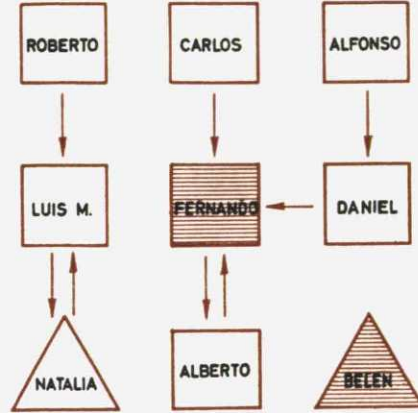 ROBERTO
CARLOS
ALFONSO
LUIS M.
FERNANDO
DANIEL
NATALIA
ALBERTO
BELEN